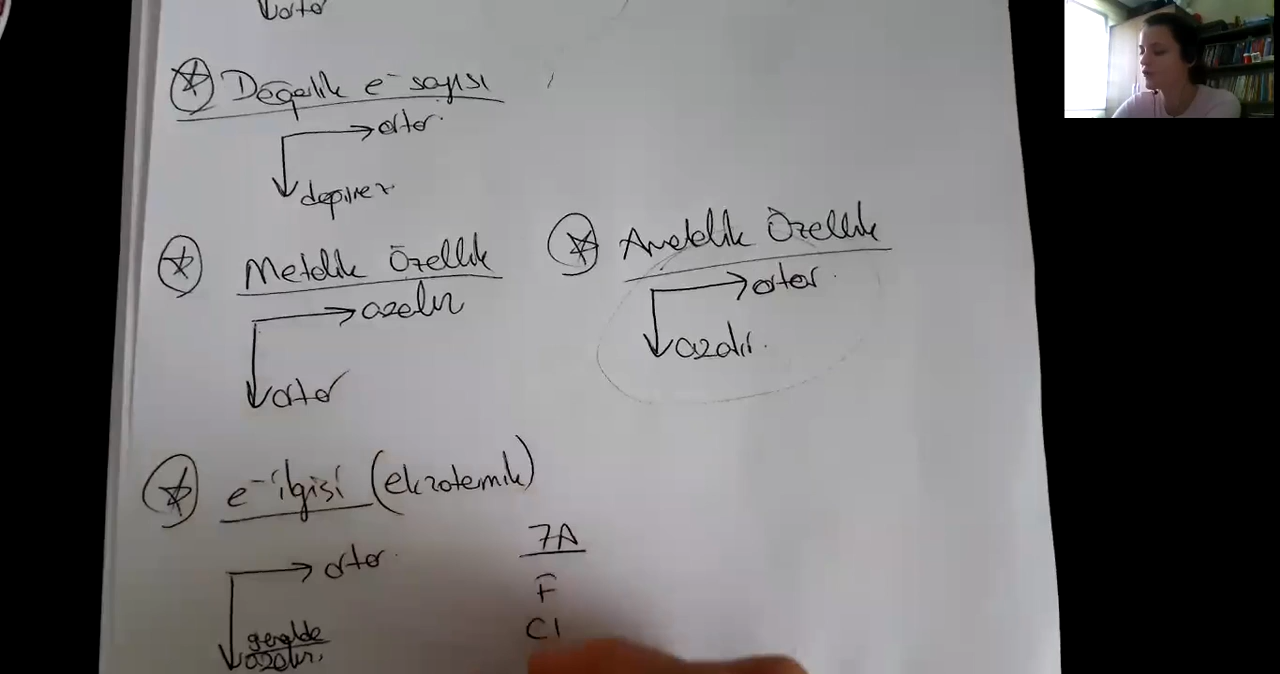 artar
Değerlik e⁻ sayısı
artar.
değişmez
Metalik Özellik
azalır
artar
Ametalik Özellik
artar.
azalır.
e⁻ ilgisi (ekzotermik)
artar.
genelde
azalır.
7A
F
Cl